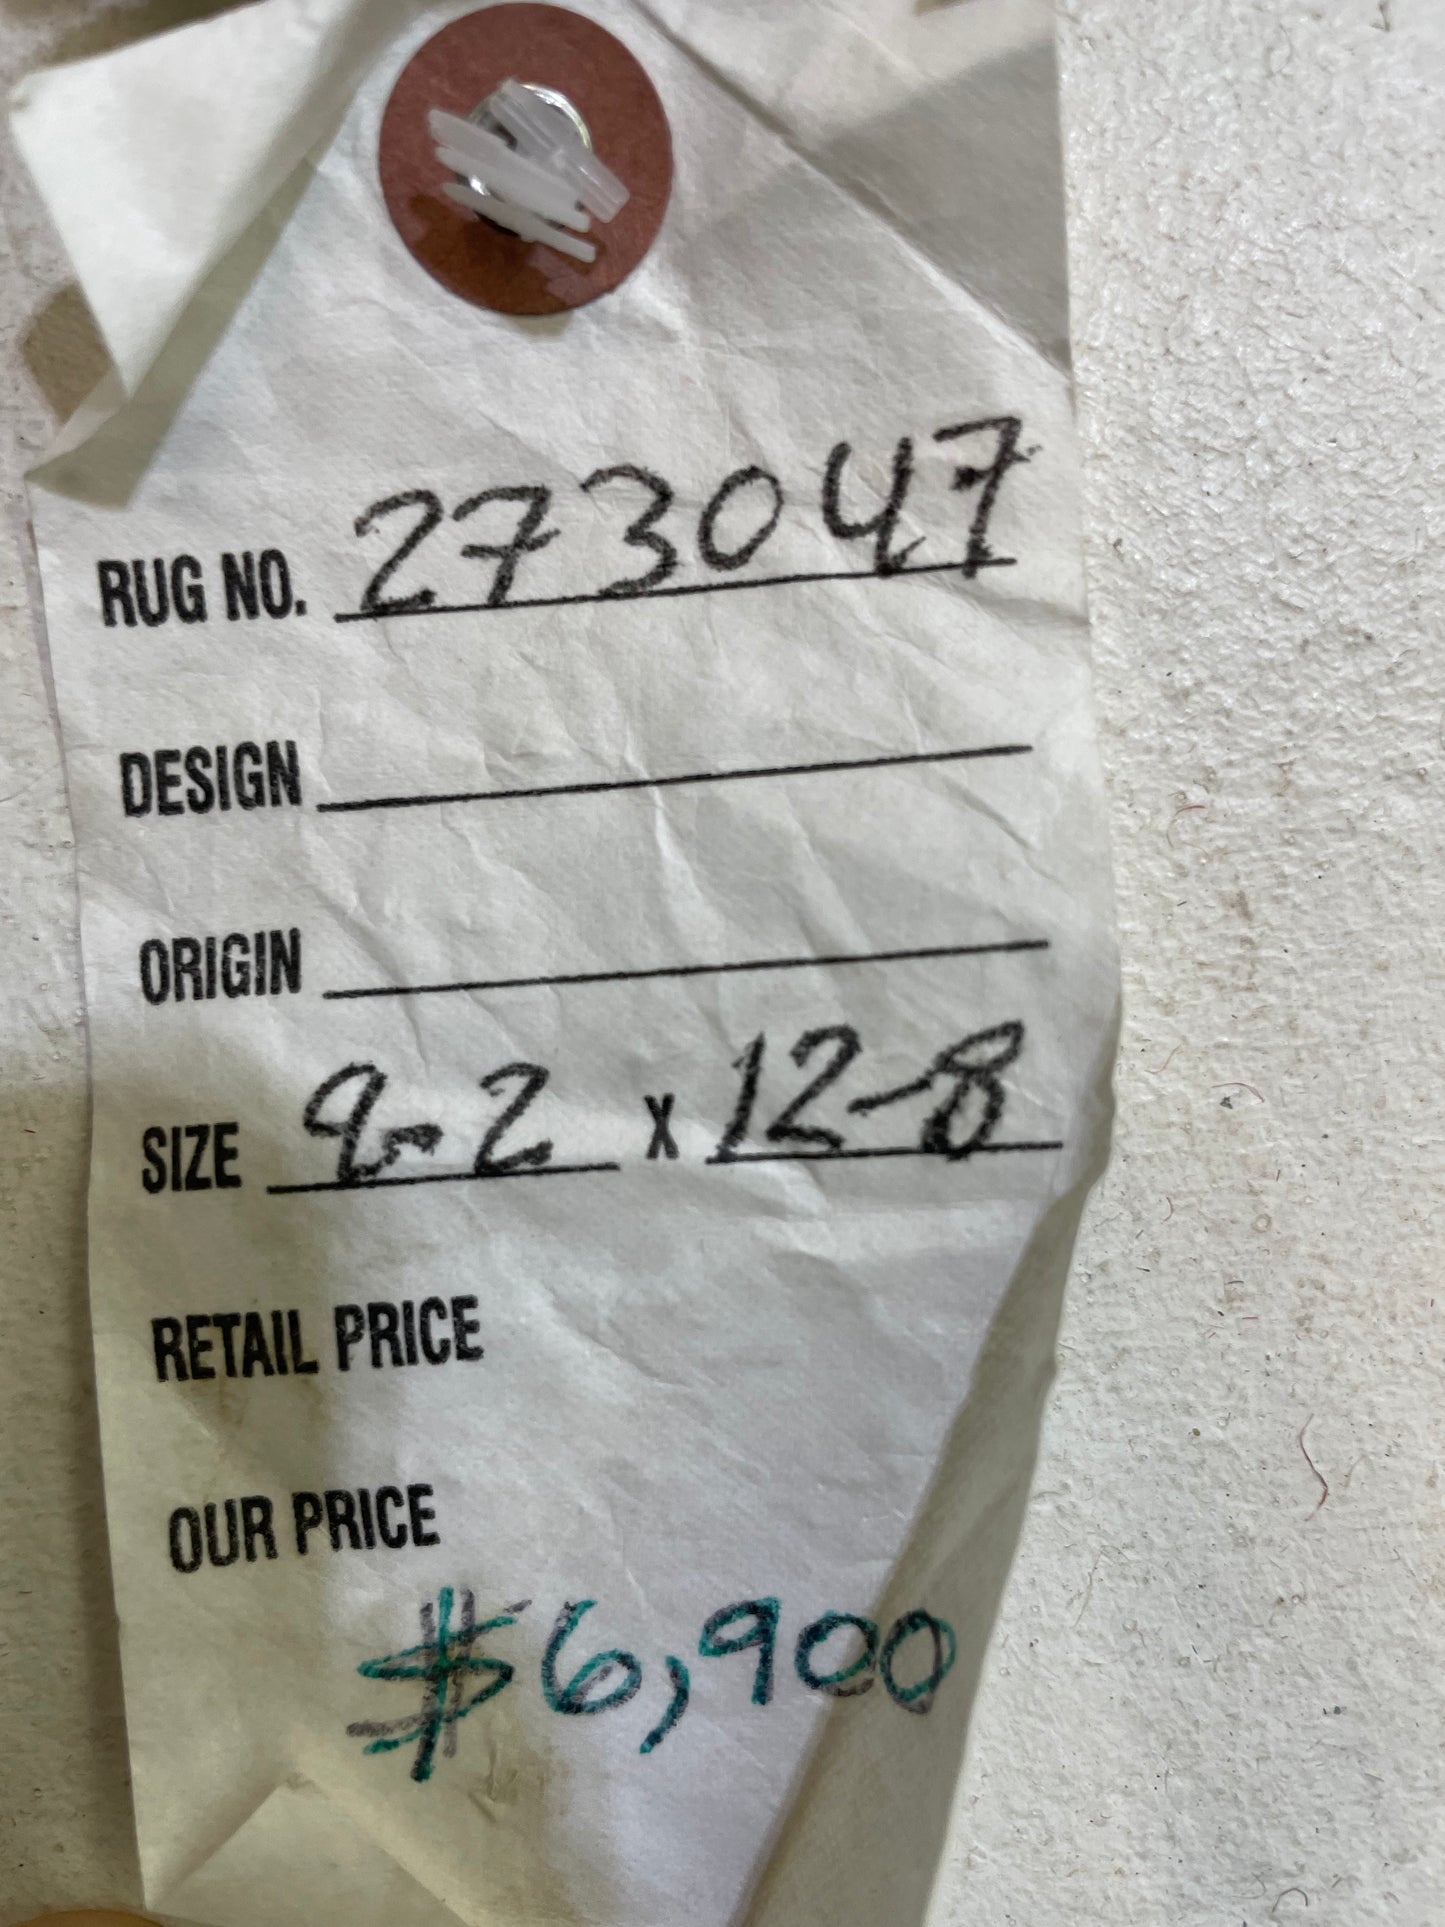 RUG NO. 273047
DESIGN
ORIGIN
SIZE 9-2 X 12-8
RETAIL PRICE
OUR PRICE
$6,900